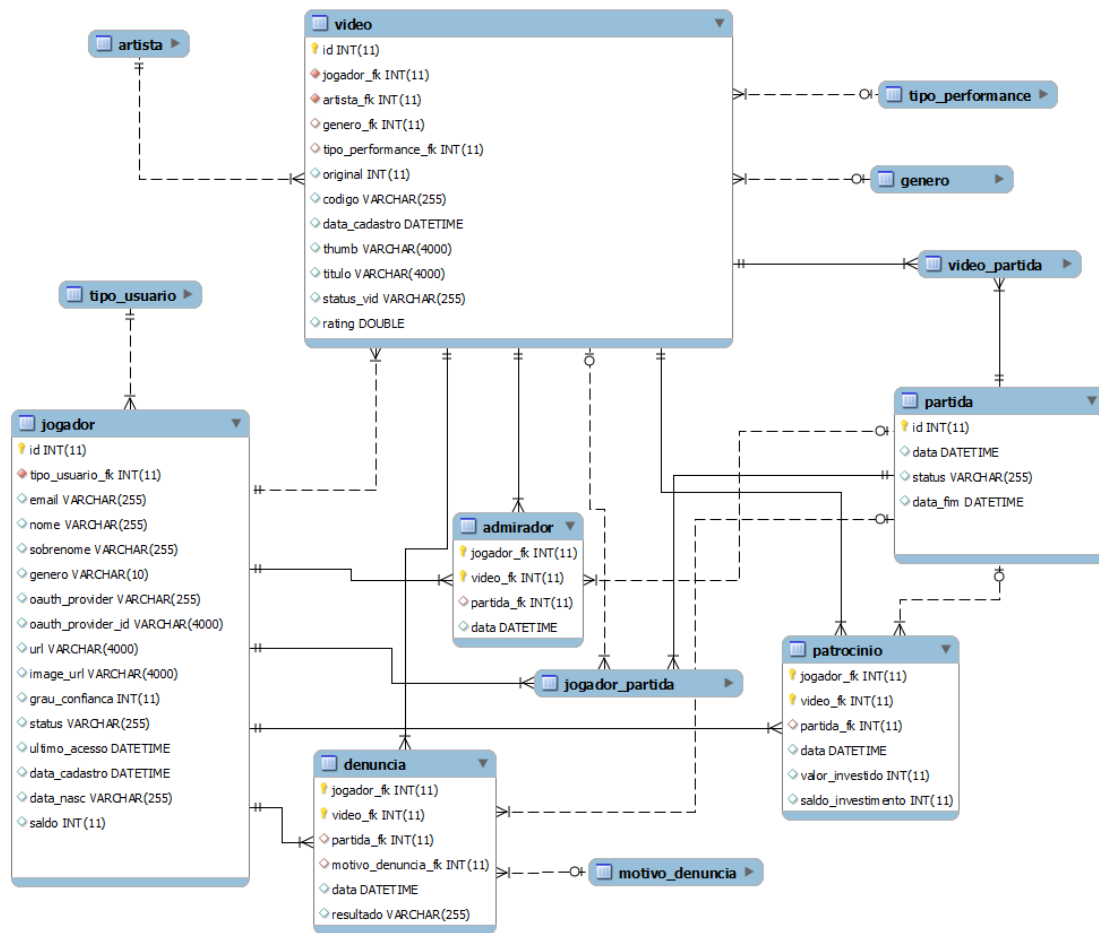 artista
video
id INT(11)
jogador_fk INT(11)
artista_fk INT(11)
genero_fk INT(11)
tipo_performance_fk INT(11)
original INT(11)
codigo VARCHAR(255)
data_cadastro DATETIME
thumb VARCHAR(4000)
titulo VARCHAR(4000)
status_vid VARCHAR(255)
rating DOUBLE
tipo_performance
genero
video_partida
tipo_usuario
jogador
id INT(11)
tipo_usuario_fk INT(11)
email VARCHAR(255)
nome VARCHAR(255)
sobrenome VARCHAR(255)
genero VARCHAR(10)
oauth_provider VARCHAR(255)
oauth_provider_id VARCHAR(4000)
url VARCHAR(4000)
image_url VARCHAR(4000)
grau_confianca INT(11)
status VARCHAR(255)
ultimo_acesso DATETIME
data_cadastro DATETIME
data_nasc VARCHAR(255)
saldo INT(11)
partida
id INT(11)
data DATETIME
status VARCHAR(255)
data_fim DATETIME
admirador
jogador_fk INT(11)
video_fk INT(11)
partida_fk INT(11)
data DATETIME
jogador_partida
patrocinio
jogador_fk INT(11)
video_fk INT(11)
partida_fk INT(11)
data DATETIME
valor_investido INT(11)
saldo_investimento INT(11)
denuncia
jogador_fk INT(11)
video_fk INT(11)
partida_fk INT(11)
motivo_denuncia_fk INT(11)
data DATETIME
resultado VARCHAR(255)
motivo_denuncia